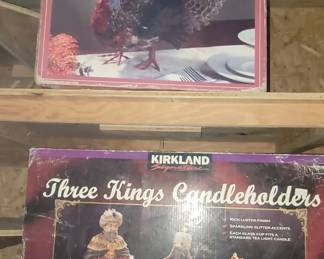 KIRKLAND
Signature
Three Kings Candleholders
RICH LUSTER FINISH
SPARKLING GLITTER ACCENTS
EACH GLASS CUP FITS A
STANDARD TEA LIGHT CANDLE